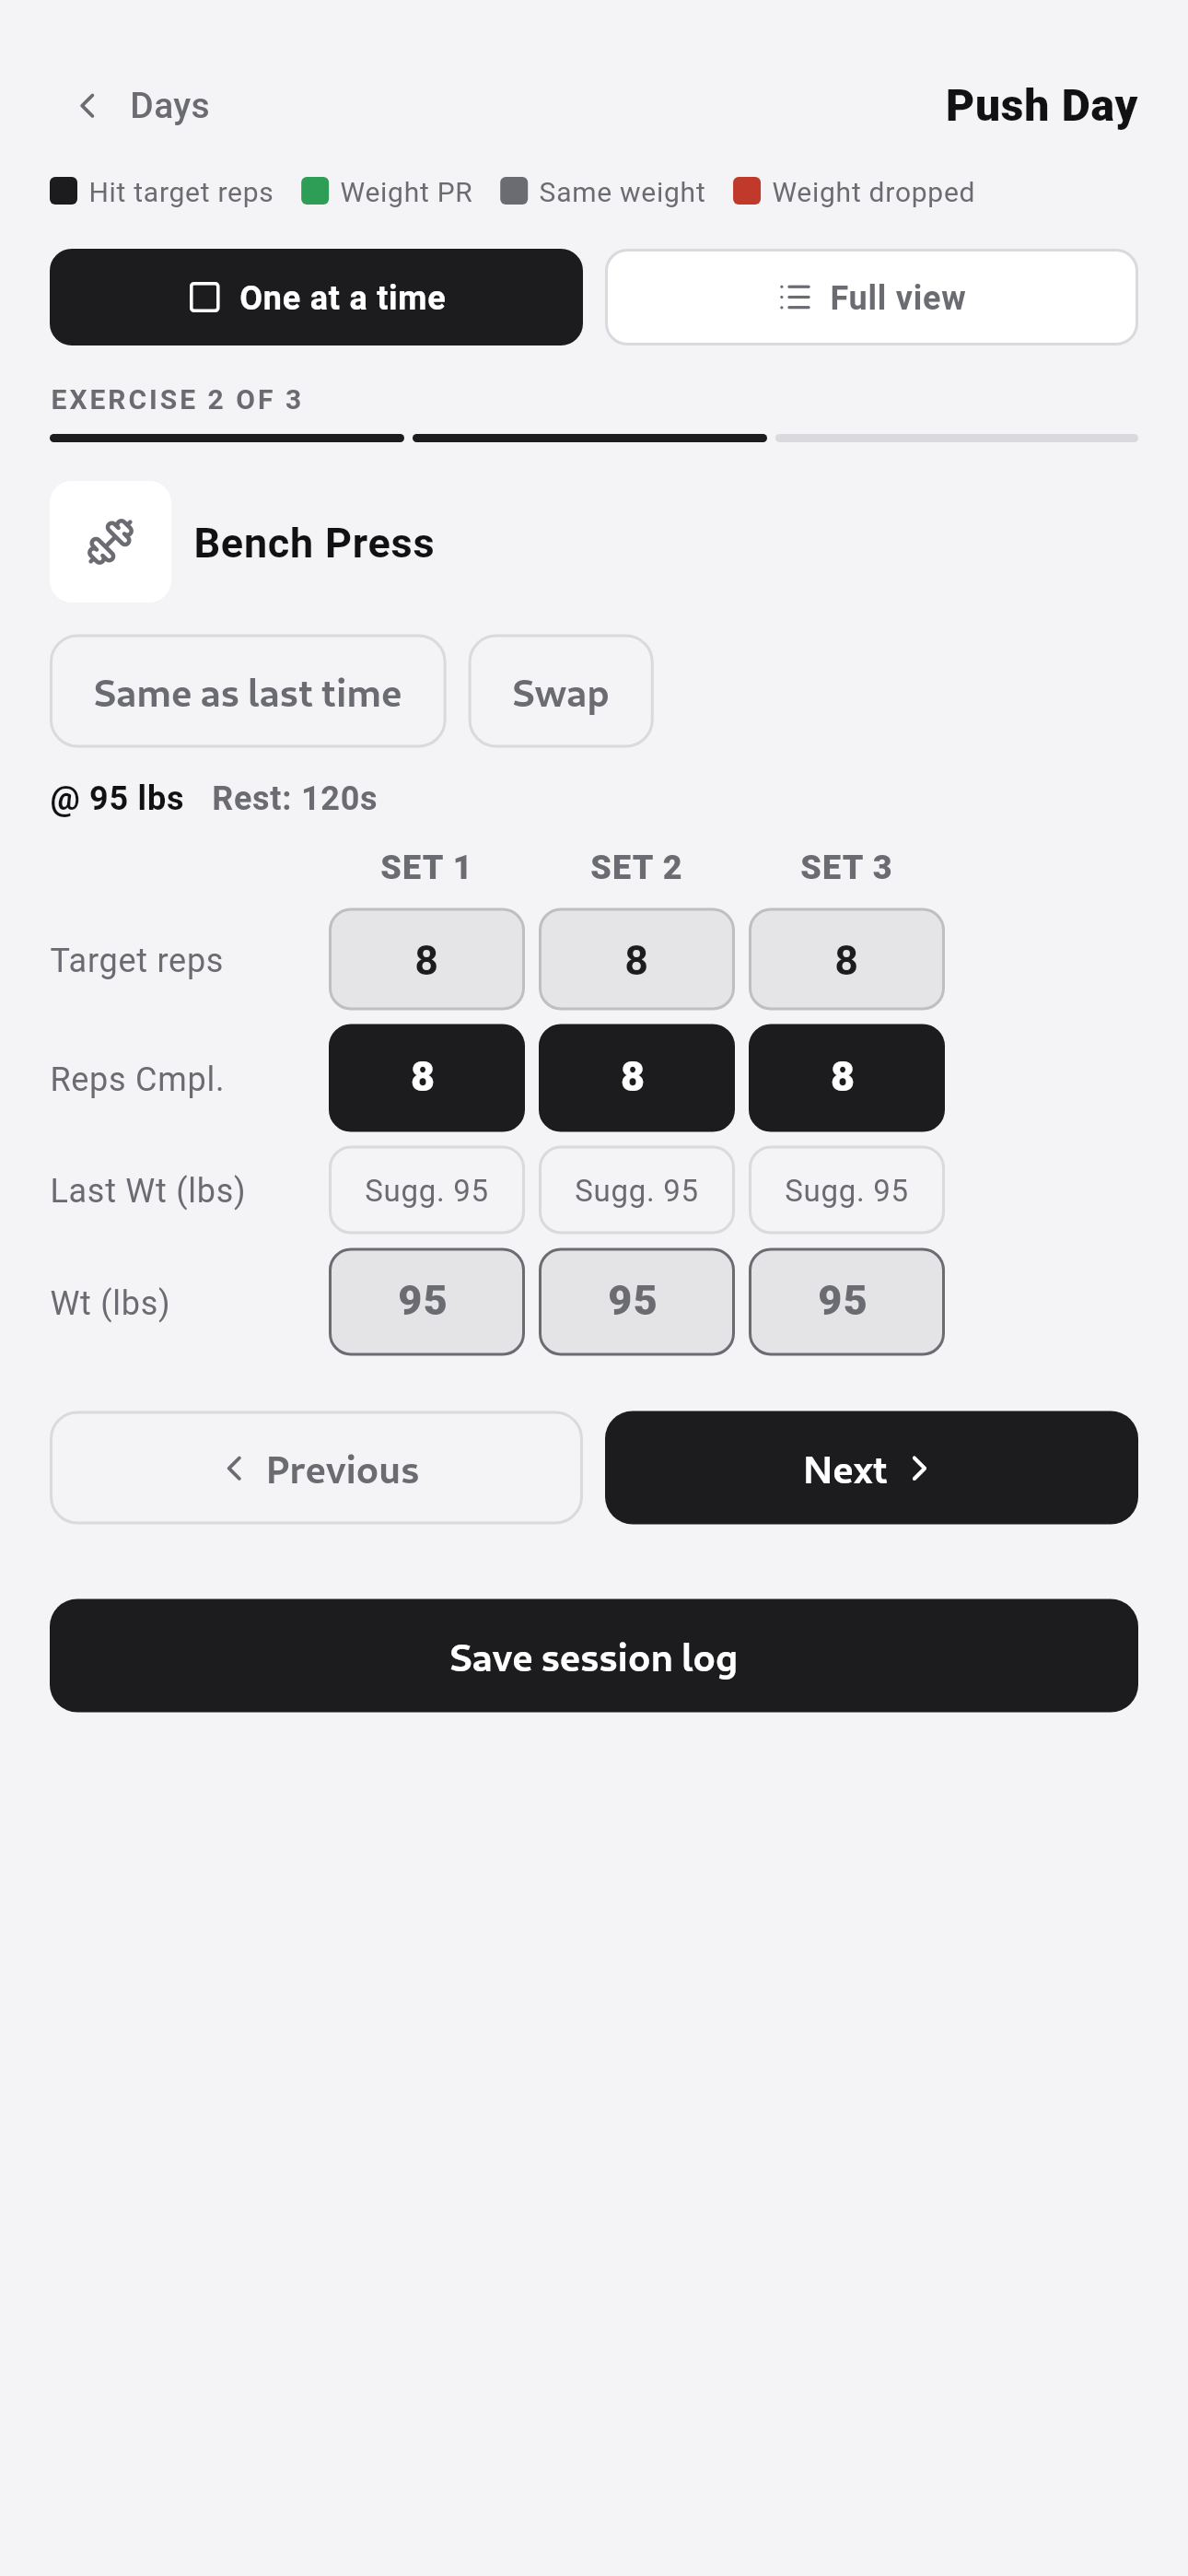 Days
Push Day
Hit target reps Weight PR Same weight Weight dropped
One at a time Full view
EXERCISE 2 OF 3
Bench Press
Same as last time Swap
@ 95 lbs Rest: 120s
SET 1 SET 2 SET 3
Target reps 8 8 8
Reps Cmpl. 8 8 8
Last Wt (lbs) Sugg. 95 Sugg. 95 Sugg. 95
Wt (lbs) 95 95 95
Previous Next
Save session log